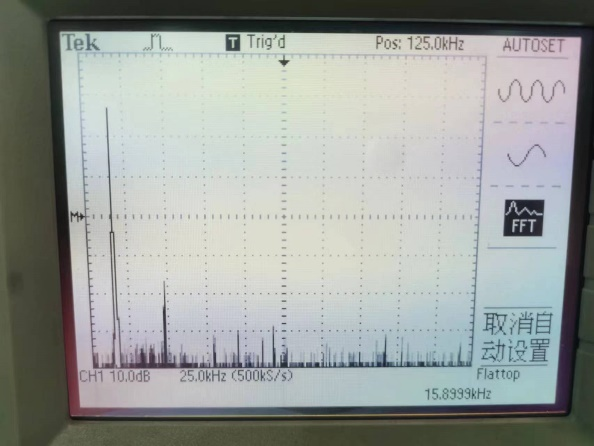 Tek T Trig'd Pos: 125.0kHz AUTOSET
M
FFT
取消自
动设置
CH1 10.0dB 25.0kHz (500kS/s) Flattop
15.8999kHz